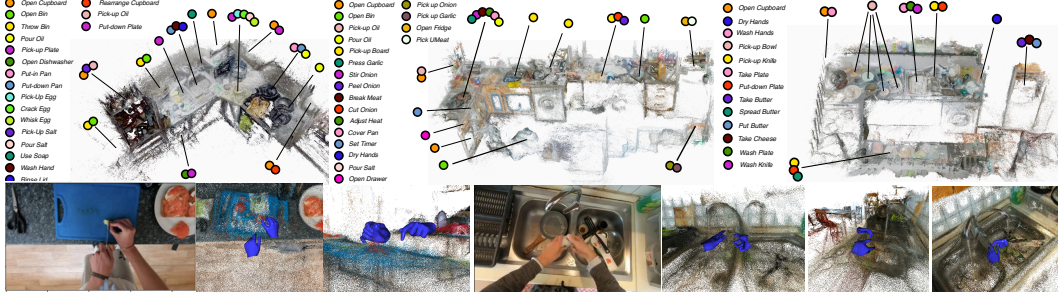 Open Cupboard
Open Bin
Throw Bin
Pour Oil
Pick-up Plate
Open Dishwasher
Put-in Pan
Put-down Pan
Pick-Up Egg
Crack Egg
Whisk Egg
Pick-Up Salt
Pour Salt
Use Soap
Wash Hand
Rinse Lid
Rearrange Cupboard
Pick-up Oil
Put-down Plate
Open Cupboard
Open Bin
Pick-up Oil
Pour Oil
Pick-up Board
Press Garlic
Stir Onion
Peel Onion
Break Meat
Cut Onion
Adjust Heat
Cover Pan
Set Timer
Dry Hands
Pour Salt
Open Drawer
Pick up Onion
Pick up Garlic
Open Fridge
Pick UMeat
Open Cupboard
Dry Hands
Wash Hands
Pick-up Bowl
Pick-up Knife
Take Plate
Put-down Plate
Take Butter
Spread Butter
Put Butter
Take Cheese
Wash Plate
Wash Knife